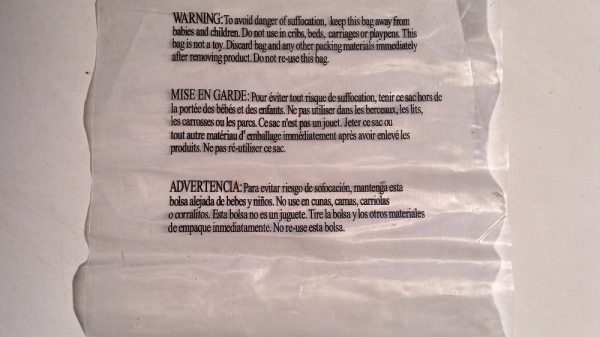 WARNING: To avoid danger of suffocation, keep this bag away from
babies and children. Do not use in cribs, beds, carriages or playpens. This
bag is not a toy. Discard bag and any other packing materials immediately
after removing product. Do not re-use this bag.
MISE EN GARDE: Pour éviter tout risque de suffocation, tenir ce sac hors de
la portée des bébés et des enfants. Ne pas utiliser dans les berceaux, les lits,
les carrosses ou les parcs. Ce sac n'est pas un jouet. Jeter ce sac ou
tout autre matériau d' emballage immédiatement après avoir enlevé les
produits. Ne pas ré-utiliser ce sac.
ADVERTENCIA: Para evitar riesgo de sofocación, mantenga esta
bolsa alejada de bebes y niños. No use en cunas, camas, carriolas
o corralitos. Esta bolsa no es un juguete. Tire la bolsa y los otros materiales
de empaque inmediatamente. No re-use esta bolsa.